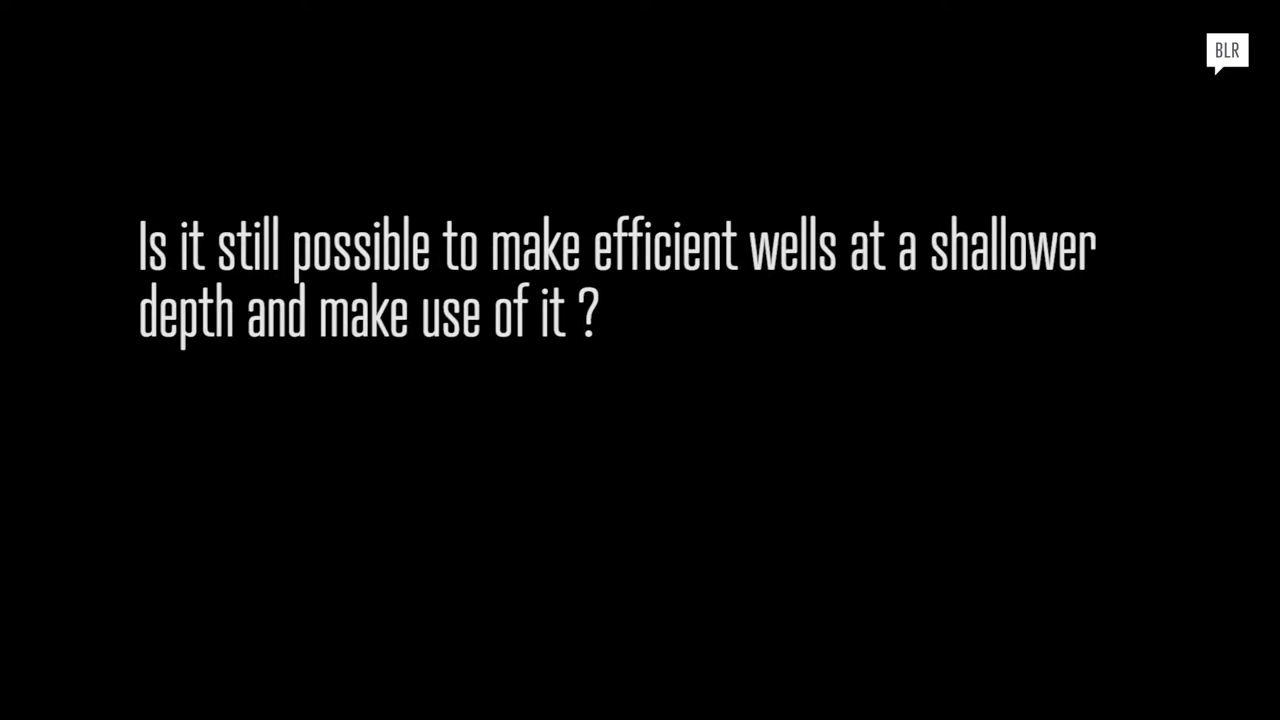 BLR
Is it still possible to make efficient wells at a shallower
depth and make use of it ?